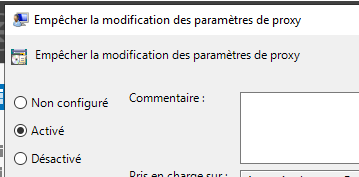 Empêcher la modification des paramètres de proxy
Empêcher la modification des paramètres de proxy
Non configuré
Commentaire :
Activé
Désactivé
Pris en charge sur :